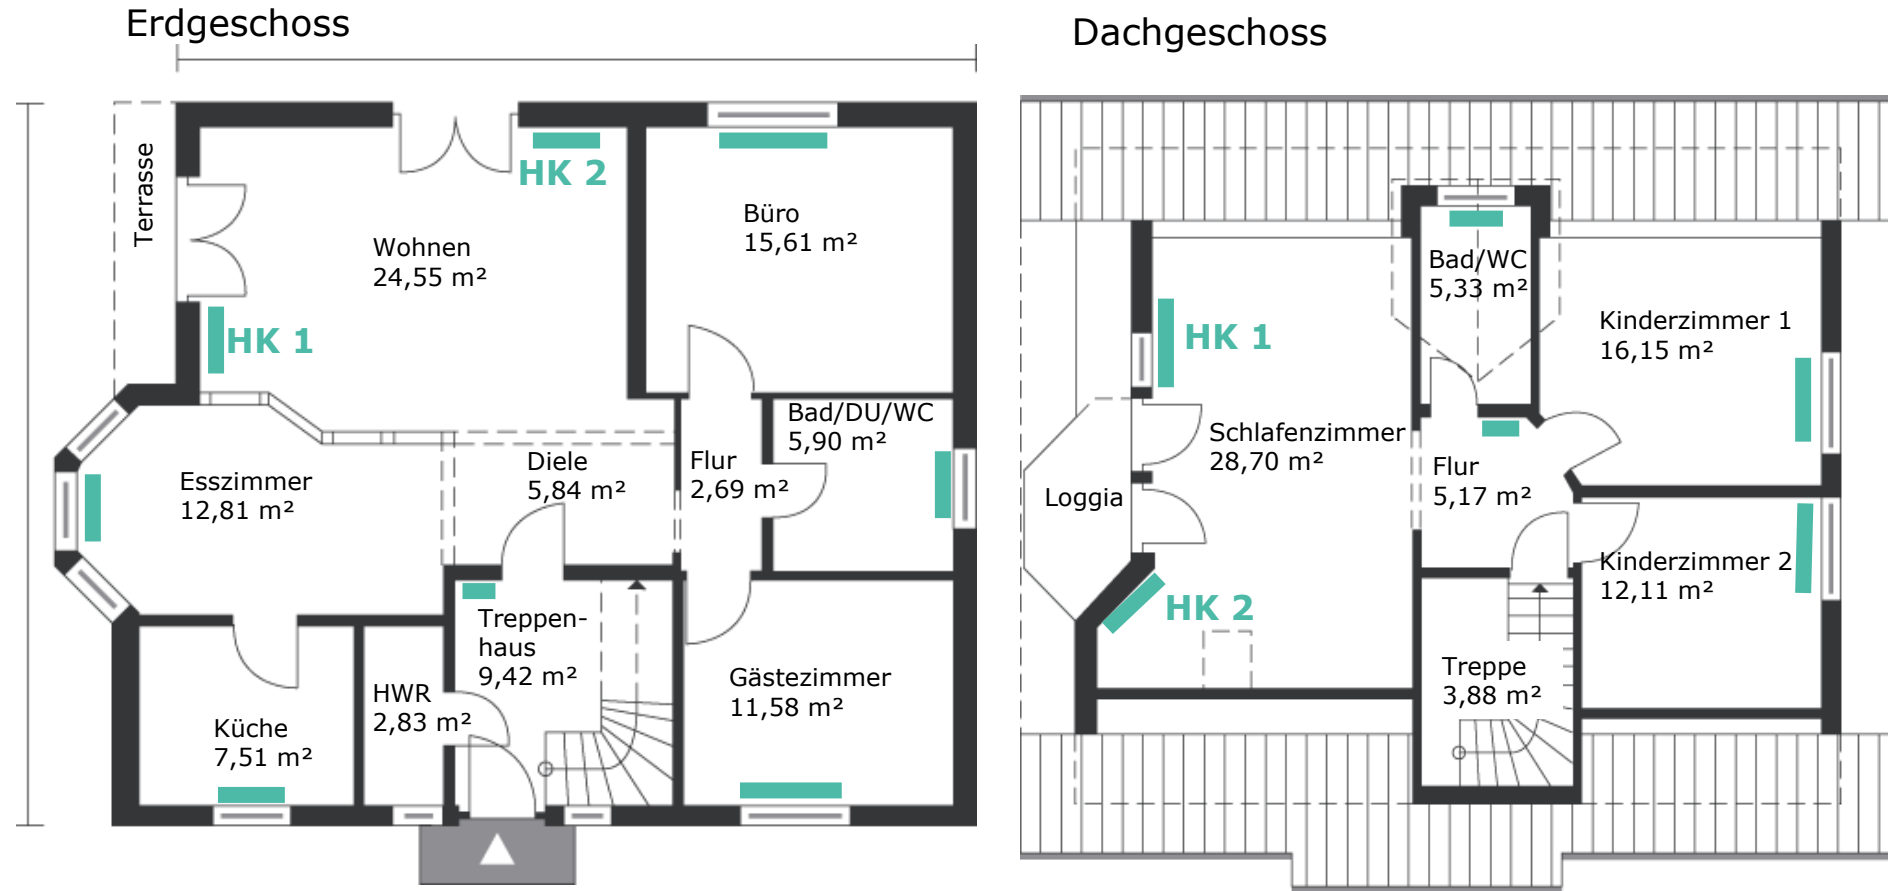 Erdgeschoss
Terrasse
HK 2
Wohnen
24,55 m²
HK 1
Büro
15,61 m²
Bad/DU/WC
5,90 m²
Esszimmer
12,81 m²
Diele
5,84 m²
Flur
2,69 m²
Treppen-
haus
9,42 m²
Küche
7,51 m²
HWR
2,83 m²
Gästezimmer
11,58 m²
Dachgeschoss
Bad/WC
5,33 m²
HK 1
Kinderzimmer 1
16,15 m²
Schlafenzimmer
28,70 m²
Flur
5,17 m²
Loggia
HK 2
Kinderzimmer 2
12,11 m²
Treppe
3,88 m²